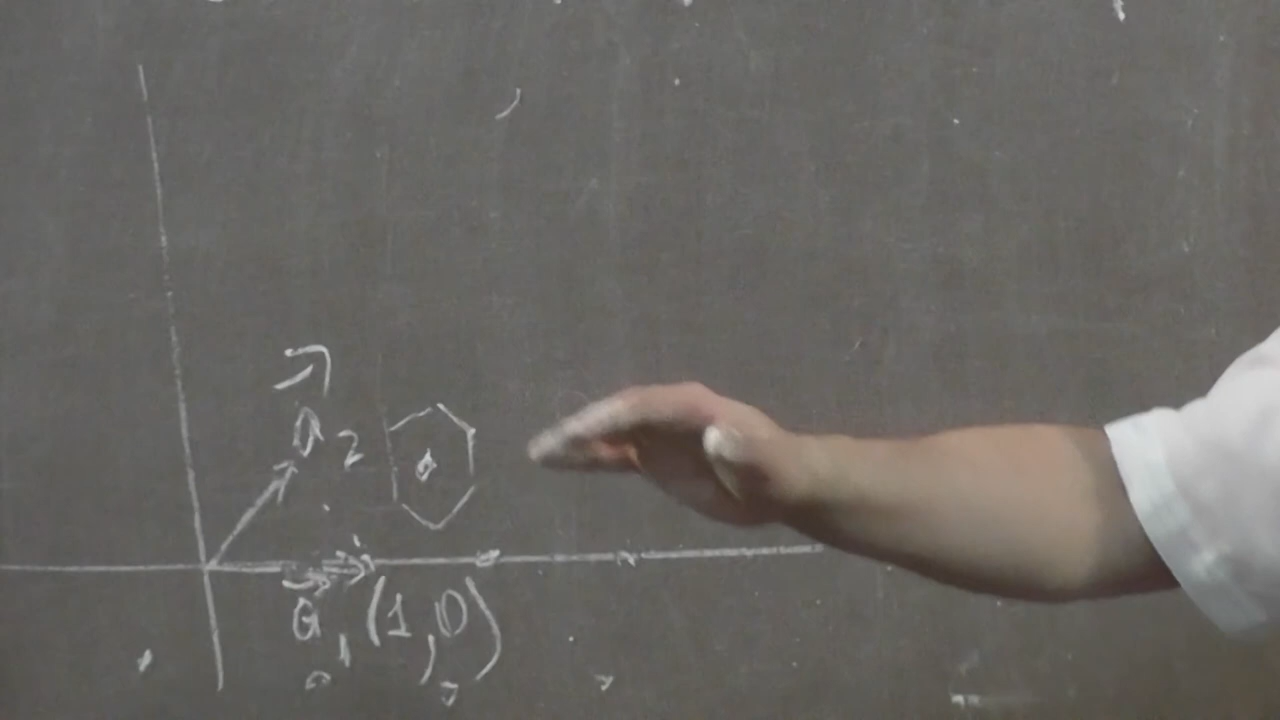 a⃗ 2
a⃗ 1 (1,0)